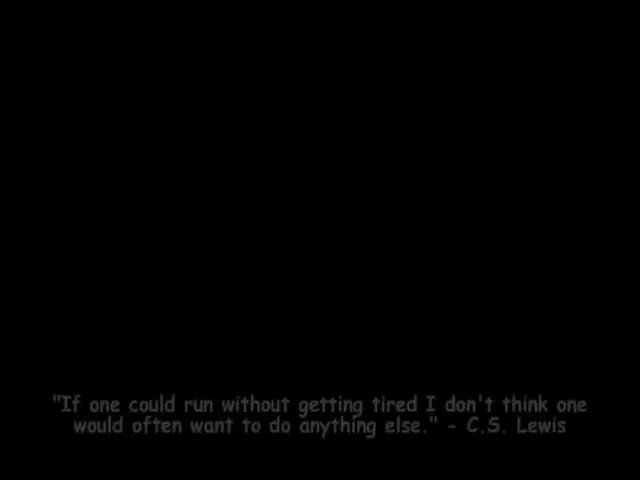 "If one could run without getting tired I don't think one
would often want to do anything else." - C.S. Lewis